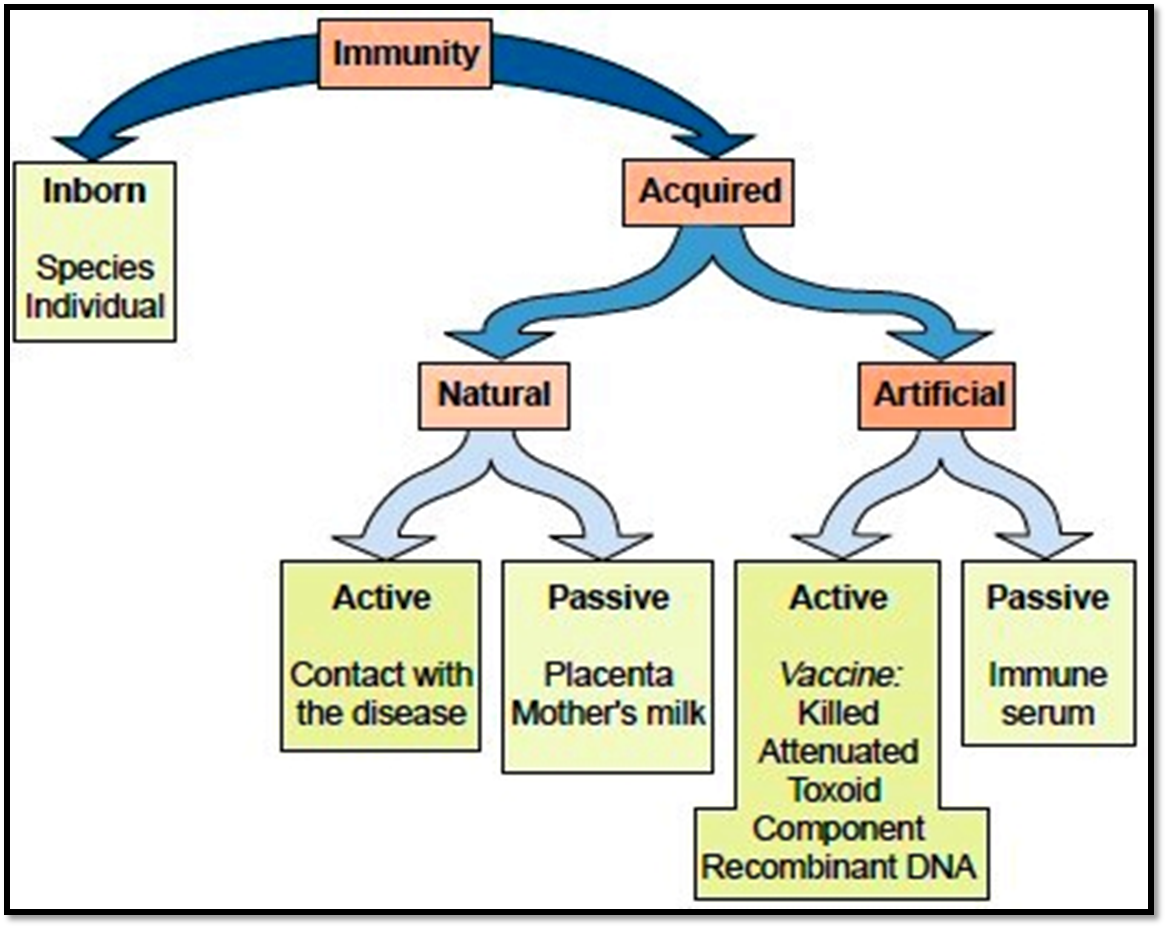 Immunity
Inborn
Species
Individual
Acquired
Natural
Artificial
Active
Contact with
the disease
Passive
Placenta
Mother's milk
Active
Vaccine:
Killed
Attenuated
Toxoid
Component
Recombinant DNA
Passive
Immune
serum